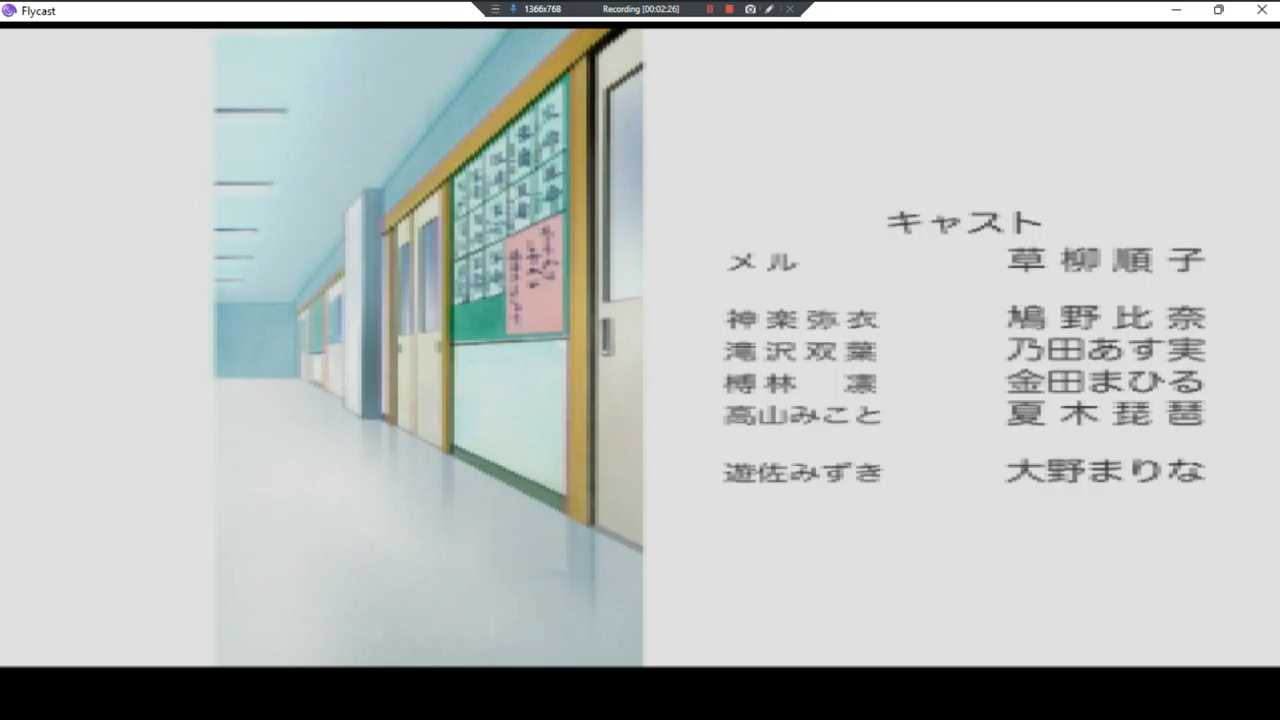 Flycast
1366x768
Recording [00:02:26]
キャスト
メル 草柳順子
神楽弥衣 鳩野比奈
滝沢双葉 乃田あす実
榑林 凛 金田まひる
高山みこと 夏木琵琶
遊佐みずき 大野まりな